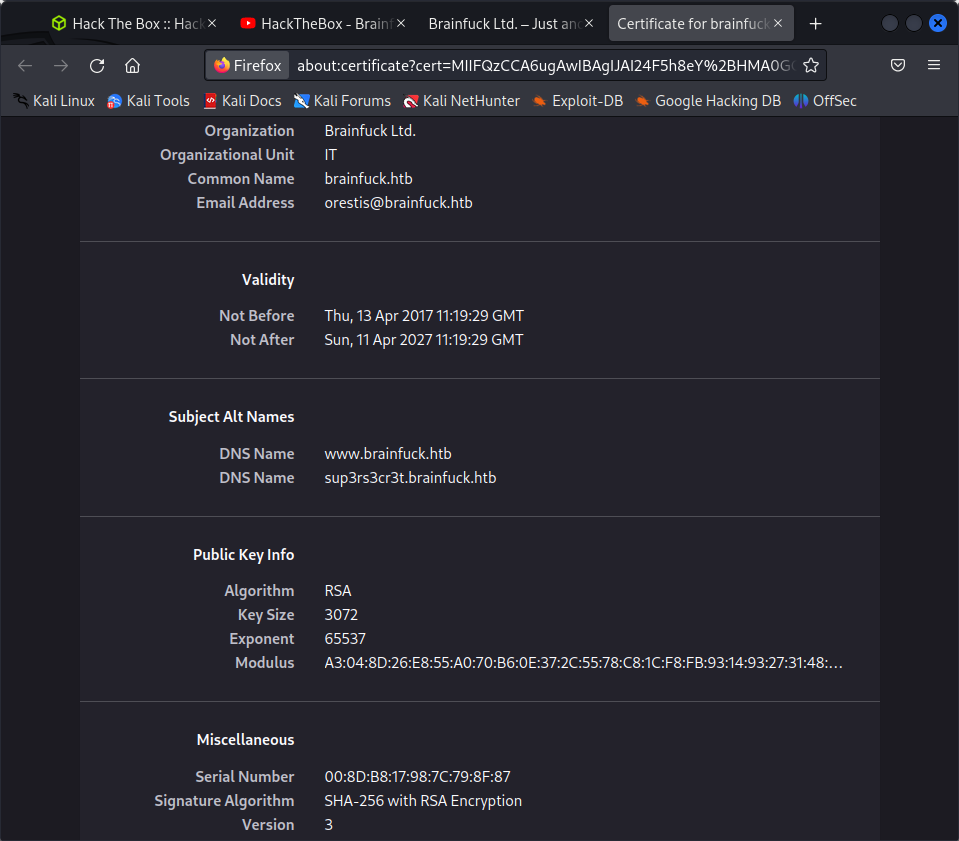 Hack The Box :: Hack
HackTheBox - Brainf
Brainfuck Ltd. – Just an
Certificate for brainfuck
Firefox
about:certificate?cert=MIIFQzCCA6ugAwIBAgIJAI24F5h8eY%2BHMA0GC
Kali Linux
Kali Tools
Kali Docs
Kali Forums
Kali NetHunter
Exploit-DB
Google Hacking DB
OffSec
Organization Brainfuck Ltd.
Organizational Unit IT
Common Name brainfuck.htb
Email Address orestis@brainfuck.htb
Validity
Not Before Thu, 13 Apr 2017 11:19:29 GMT
Not After Sun, 11 Apr 2027 11:19:29 GMT
Subject Alt Names
DNS Name www.brainfuck.htb
DNS Name sup3rs3cr3t.brainfuck.htb
Public Key Info
Algorithm RSA
Key Size 3072
Exponent 65537
Modulus A3:04:8D:26:E8:55:A0:70:B6:0E:37:2C:55:78:C8:1C:F8:FB:93:14:93:27:31:48:…
Miscellaneous
Serial Number 00:8D:B8:17:98:7C:79:8F:87
Signature Algorithm SHA-256 with RSA Encryption
Version 3